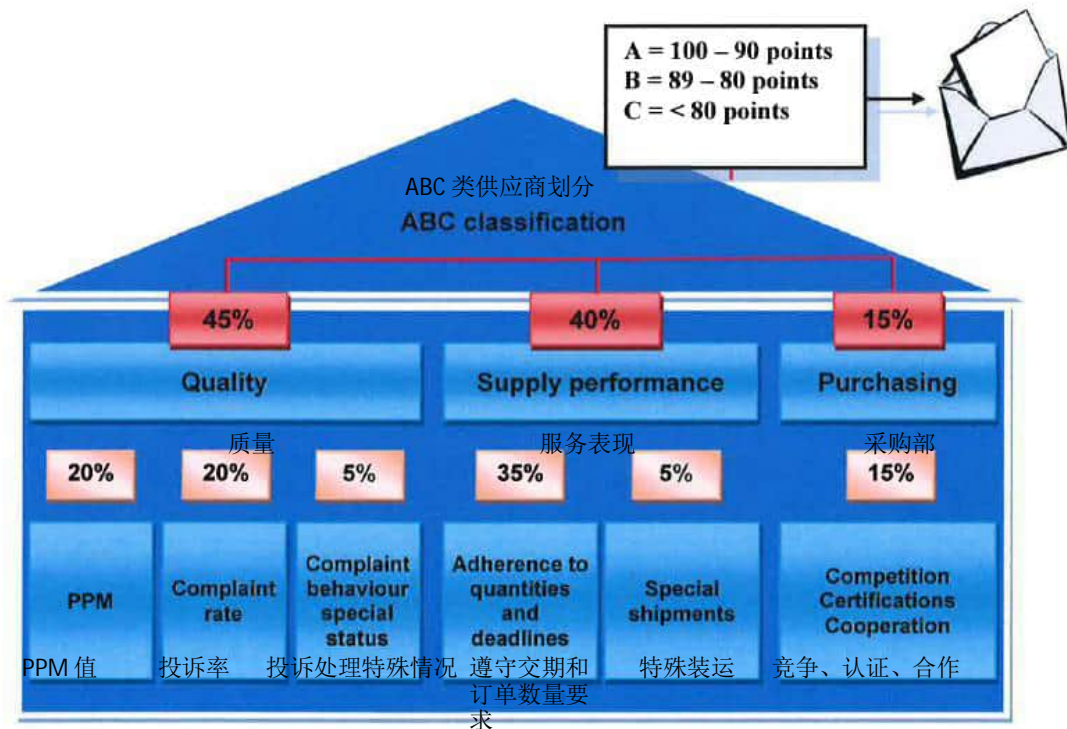 A = 100 – 90 points
B = 89 – 80 points
C = < 80 points
ABC 类供应商划分
ABC classification
45%
40%
15%
Quality
Supply performance
Purchasing
质量
服务表现
采购部
20%
20%
5%
35%
5%
15%
PPM
Complaint
rate
Complaint
behaviour
special
status
Adherence to
quantities
and
deadlines
Special
shipments
Competition
Certifications
Cooperation
PPM 值
投诉率
投诉处理特殊情况
遵守交期和
订单数量要
求
特殊装运
竞争、认证、合作